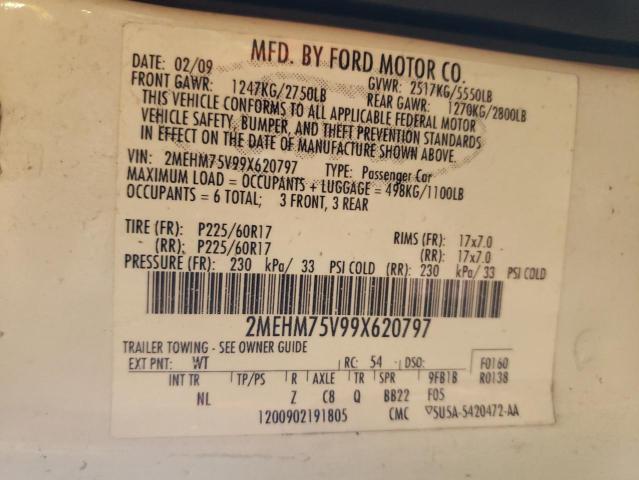 MFD. BY FORD MOTOR CO.
DATE: 02/09 GVWR: 2517KG/5550LB
FRONT GAWR: 1247KG/2750LB REAR GAWR: 1270KG/2800LB
THIS VEHICLE CONFORMS TO ALL APPLICABLE FEDERAL MOTOR
VEHICLE SAFETY, BUMPER, AND THEFT PREVENTION STANDARDS
IN EFFECT ON THE DATE OF MANUFACTURE SHOWN ABOVE.
VIN: 2MEHM75V99X620797 TYPE: Passenger Car
MAXIMUM LOAD = OCCUPANTS + LUGGAGE = 498KG/1100LB
OCCUPANTS = 6 TOTAL; 3 FRONT, 3 REAR
TIRE (FR): P225/60R17 RIMS (FR): 17x7.0
(RR): P225/60R17 (RR): 17x7.0
PRESSURE (FR): 230 kPa/ 33 PSI COLD (RR): 230 kPa/ 33 PSI COLD
2MEHM75V99X620797
TRAILER TOWING - SEE OWNER GUIDE
EXT PNT: WT RC: 54 DSO: F0160
INT TR TP/PS R AXLE TR SPR 9FB1B R0138
NL Z C8 Q BB22 F05
1200902191805 CMC ▽5U5A-5420472-AA